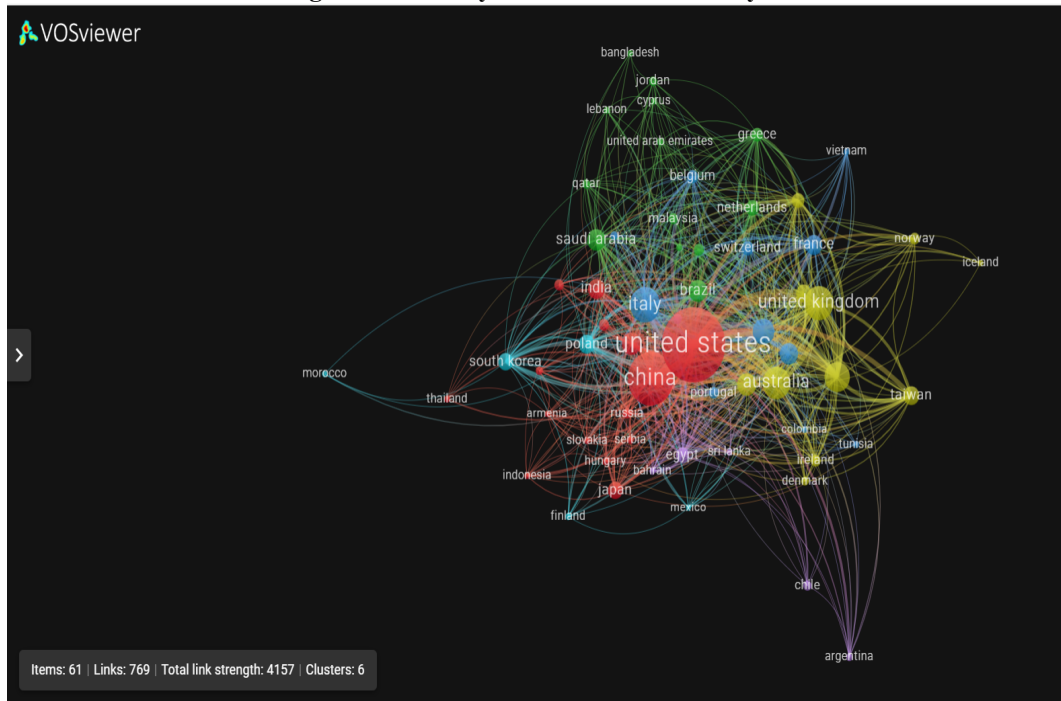 VOSviewer
bangladesh
jordan
cyprus
lebanon
united arab emirates
greece
vietnam
belgium
qatar
netherlands
malaysia
saudi arabia
switzerland
france
norway
iceland
india
brazil
italy
united kingdom
united states
poland
south korea
morocco
china
australia
portugal
thailand
taiwan
armenia
russia
colombia
slovakia
serbia
tunisia
egypt
sri lanka
hungary
ireland
bahrain
indonesia
denmark
japan
mexico
finland
chile
argentina
Items: 61 | Links: 769 | Total link strength: 4157 | Clusters: 6